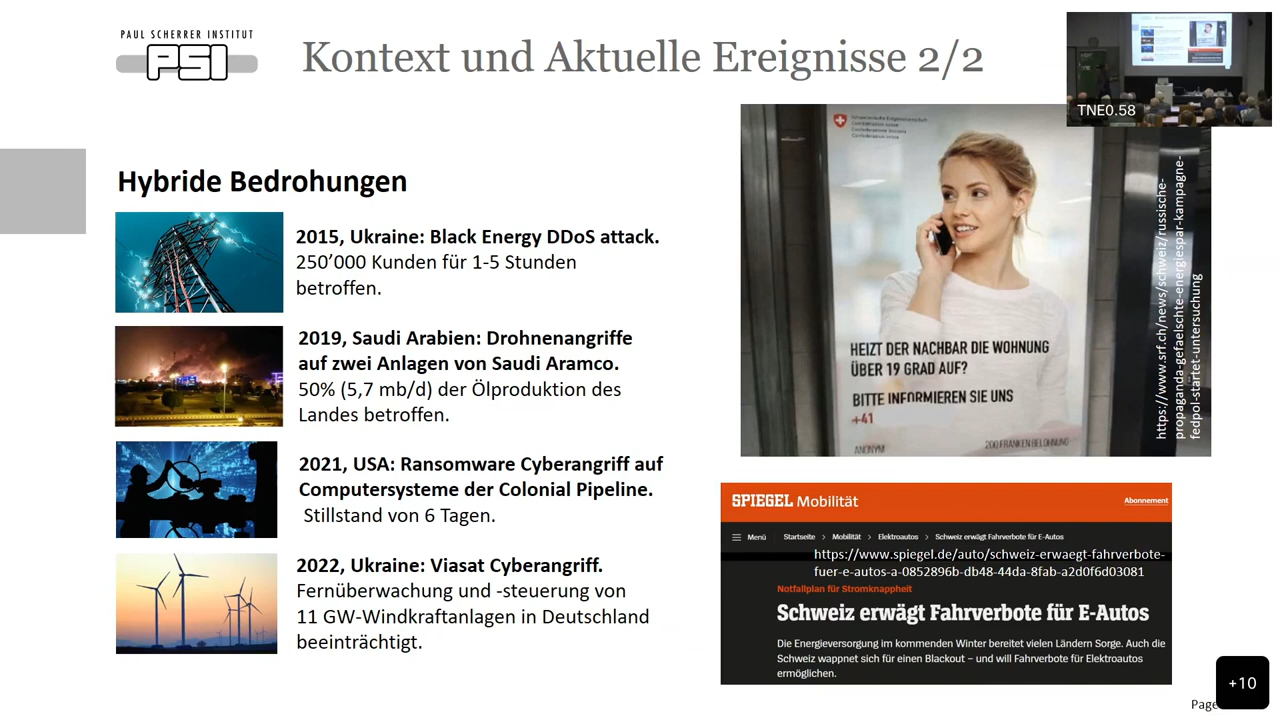 PAUL SCHERRER INSTITUT
PSI
Kontext und Aktuelle Ereignisse 2/2
TNE0.58
Hybride Bedrohungen
2015, Ukraine: Black Energy DDoS attack.
250’000 Kunden für 1-5 Stunden
betroffen.
2019, Saudi Arabien: Drohnenangriffe
auf zwei Anlagen von Saudi Aramco.
50% (5,7 mb/d) der Ölproduktion des
Landes betroffen.
2021, USA: Ransomware Cyberangriff auf
Computersysteme der Colonial Pipeline.
Stillstand von 6 Tagen.
2022, Ukraine: Viasat Cyberangriff.
Fernüberwachung und -steuerung von
11 GW-Windkraftanlagen in Deutschland
beeinträchtigt.
Schweizerische Eidgenossenschaft
Confédération suisse
Confederazione Svizzera
Confederaziun svizra
HEIZT DER NACHBAR DIE WOHNUNG
ÜBER 19 GRAD AUF?
BITTE INFORMIEREN SIE UNS
+41
ANONYM
200 FRANKEN BELOHNUNG
https://www.srf.ch/news/schweiz/russische-
propaganda-gefaelschte-energiespar-kampagne-
fedpol-startet-untersuchung
SPIEGEL Mobilität
Abonnement
Menü Startseite > Mobilität > Elektroautos > Schweiz erwägt Fahrverbote für E-Autos
https://www.spiegel.de/auto/schweiz-erwaegt-fahrverbote-
fuer-e-autos-a-0852896b-db48-44da-8fab-a2d0f6d03081
Notfallplan für Stromknappheit
Schweiz erwägt Fahrverbote für E-Autos
Die Energieversorgung im kommenden Winter bereitet vielen Ländern Sorge. Auch die
Schweiz wappnet sich für einen Blackout – und will Fahrverbote für Elektroautos
ermöglichen.
Page
+10